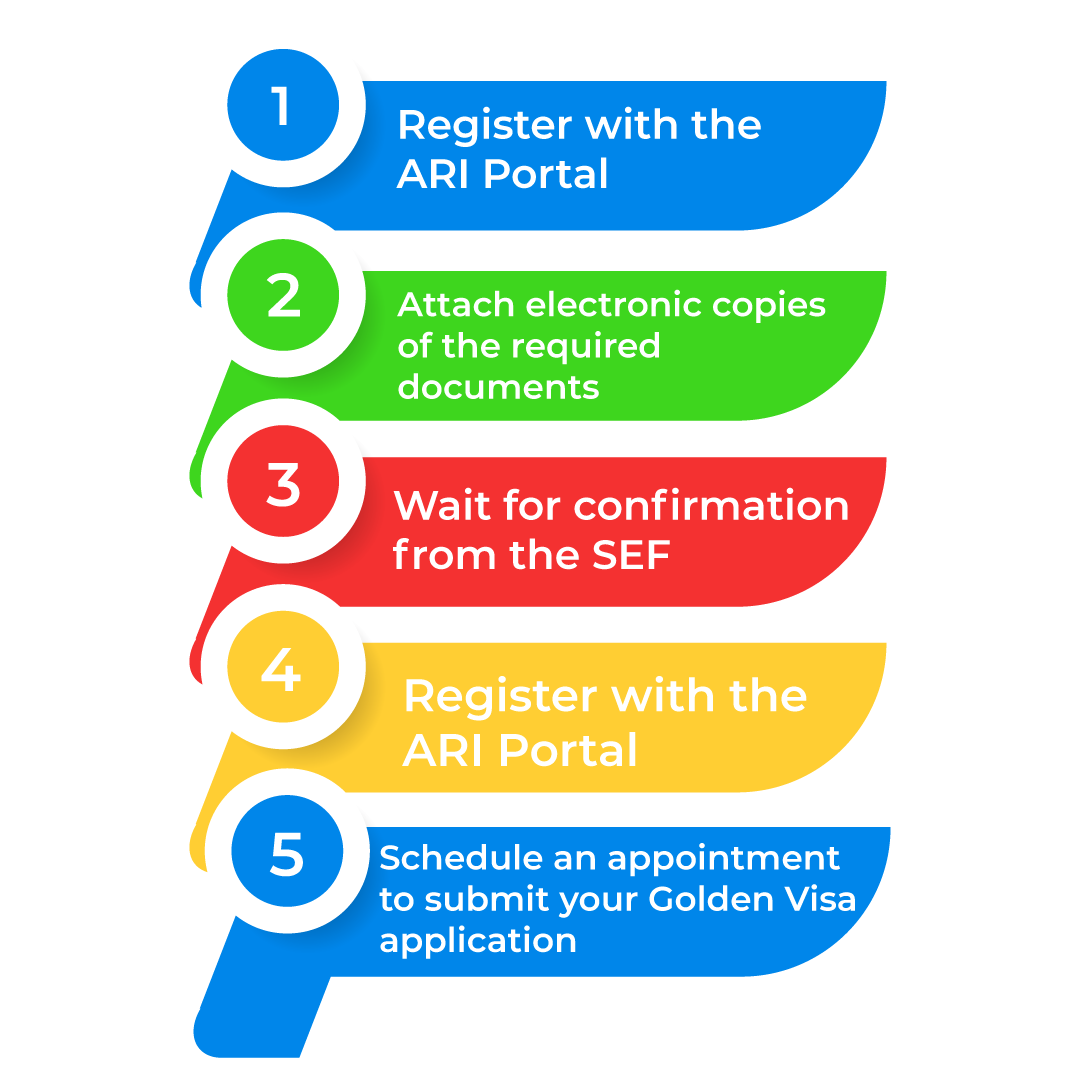 1
Register with the
ARI Portal
2
Attach electronic copies
of the required
documents
3
Wait for confirmation
from the SEF
4
Register with the
ARI Portal
5
Schedule an appointment
to submit your Golden Visa
application